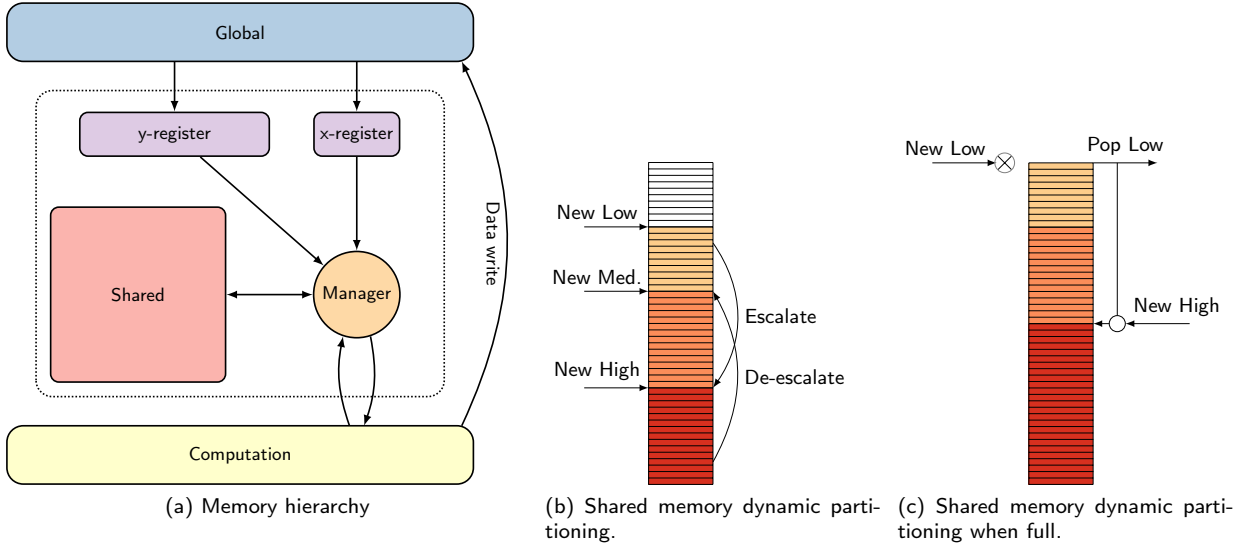 Global
y-register
x-register
Shared
Manager
Data write
Computation
(a) Memory hierarchy
New Low
New Med.
New High
Escalate
De-escalate
(b) Shared memory dynamic parti-
tioning.
New Low
Pop Low
New High
(c) Shared memory dynamic parti-
tioning when full.